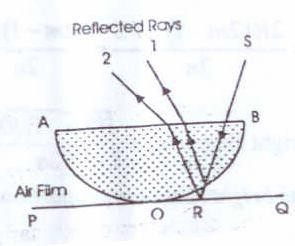 Reflected Rays
2 1 S
A B
Air Film
P O R Q